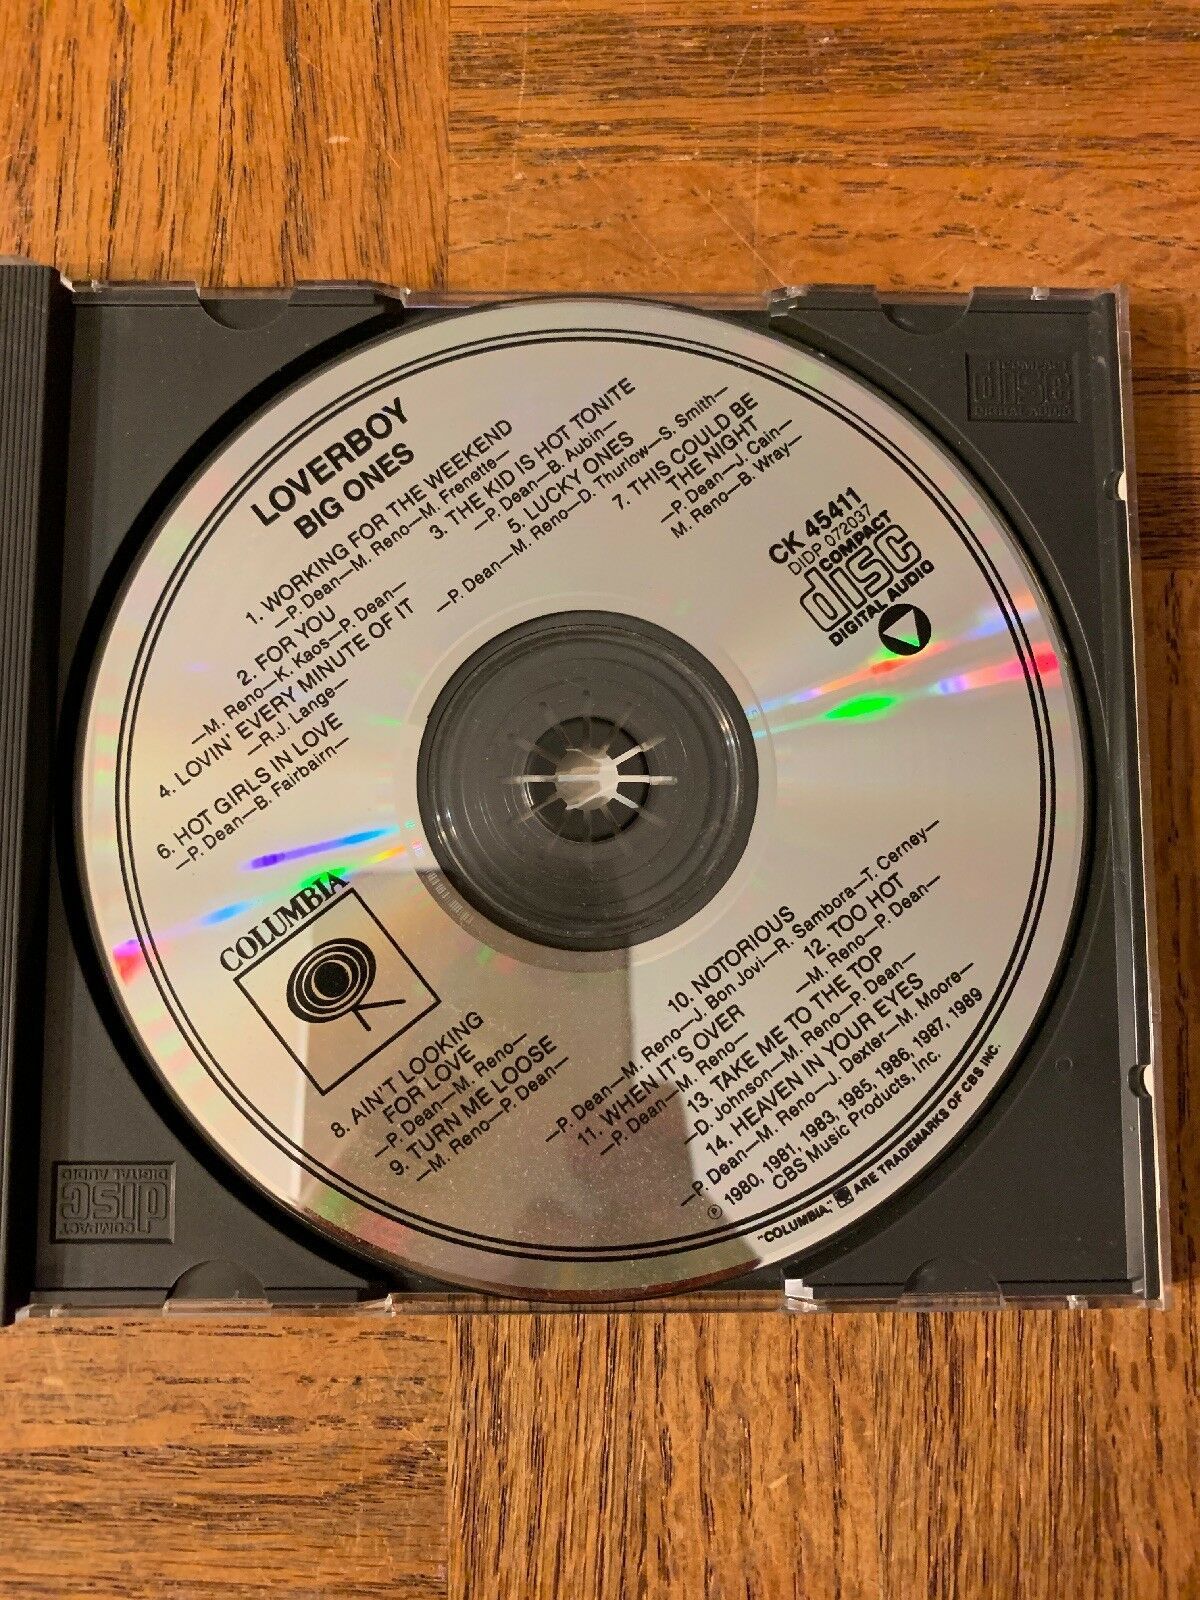 LOVERBOY
BIG ONES
1. WORKING FOR THE WEEKEND
—P. Dean—M. Reno—M. Frenette—
2. FOR YOU
—M. Reno—K. Kaos—P. Dean—
3. THE KID IS HOT TONITE
—P. Dean—B. Aubin—
4. LOVIN' EVERY MINUTE OF IT
—R.J. Lange—
5. LUCKY ONES
—P. Dean—M. Reno—D. Thurlow—S. Smith—
6. HOT GIRLS IN LOVE
—P. Dean—B. Fairbairn—
7. THIS COULD BE
THE NIGHT
—P. Dean—J. Cain—
M. Reno—B. Wray—
CK 45411
DIDP 072037
COMPACT
disc
DIGITAL AUDIO
COLUMBIA
8. AIN'T LOOKING
FOR LOVE
—P. Dean—M. Reno—
9. TURN ME LOOSE
—M. Reno—P. Dean—
10. NOTORIOUS
—P. Dean—M. Reno—J. Bon Jovi—R. Sambora—T. Cerney—
11. WHEN IT'S OVER
—P. Dean—M. Reno—
12. TOO HOT
—M. Reno—P. Dean—
13. TAKE ME TO THE TOP
—D. Johnson—M. Reno—P. Dean—
14. HEAVEN IN YOUR EYES
—P. Dean—M. Reno—J. Dexter—M. Moore—
℗ 1980, 1981, 1983, 1985, 1986, 1987, 1989
CBS Music Products, Inc.
"COLUMBIA," ARE TRADEMARKS OF CBS INC.
COMPACT
disc
DIGITAL AUDIO
COMPACT
disc
DIGITAL AUDIO